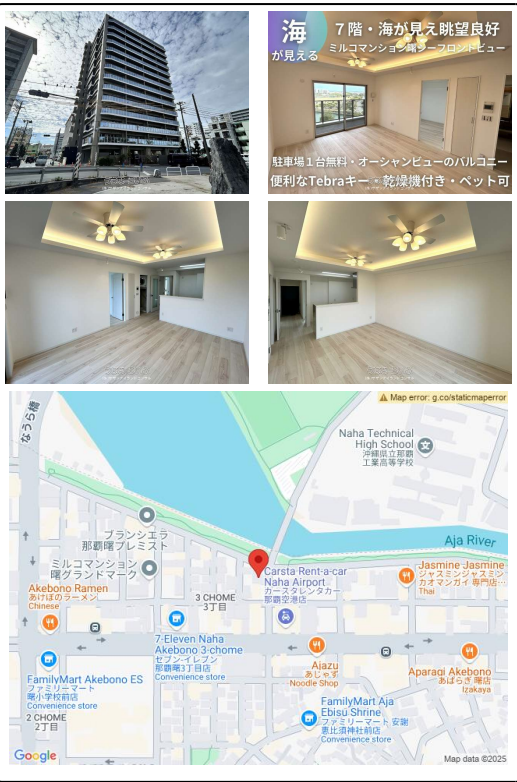 海
が見える
7階・海が見え眺望良好
ミルコマンション曙シーフロントビュー
駐車場1台無料・オーシャンビューのバルコニー
便利なTebraキー・乾燥機付き・ペット可
Map error: g.co/staticmaperror
なうら橋
Naha Technical
High School
沖縄県立那覇
工業高等学校
ブランシエラ
那覇曙プレミスト
Aja River
ミルコマンション
曙グランドマーク
Carsta Rent-a-car
Naha Airport
カースタレンタカー
那覇空港店
Jasmine Jasmine
ジャスミンジャスミン
カオマンガイ 専門店…
Thai
Akebono Ramen
あけぼのラーメン
Chinese
3 CHOME
3丁目
7-Eleven Naha
Akebono 3-chome
セブン-イレブン
那覇曙3丁目店
Convenience store
Ajazu
あじゃず
Noodle Shop
Aparagi Akebono
あぱらぎ 曙店
Izakaya
FamilyMart Akebono ES
ファミリーマート
曙小学校前店
Convenience store
FamilyMart Aja
Ebisu Shrine
ファミリーマート 安謝
恵比須神社前店
Convenience store
2 CHOME
2丁目
Google
Map data ©2025